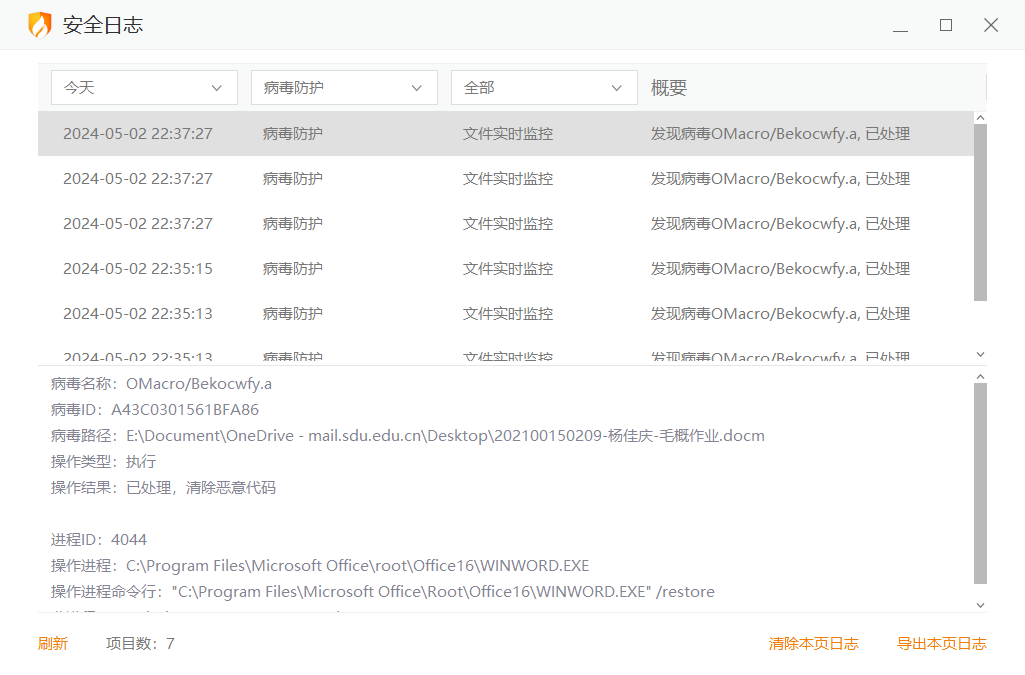 安全日志
今天 病毒防护 全部 概要
2024-05-02 22:37:27 病毒防护 文件实时监控 发现病毒OMacro/Bekocwfy.a, 已处理
2024-05-02 22:37:27 病毒防护 文件实时监控 发现病毒OMacro/Bekocwfy.a, 已处理
2024-05-02 22:37:27 病毒防护 文件实时监控 发现病毒OMacro/Bekocwfy.a, 已处理
2024-05-02 22:35:15 病毒防护 文件实时监控 发现病毒OMacro/Bekocwfy.a, 已处理
2024-05-02 22:35:13 病毒防护 文件实时监控 发现病毒OMacro/Bekocwfy.a, 已处理
2024-05-02 22:35:13 病毒防护 文件实时监控 发现病毒OMacro/Bekocwfy.a, 已处理
病毒名称：OMacro/Bekocwfy.a
病毒ID：A43C0301561BFA86
病毒路径：E:\Document\OneDrive - mail.sdu.edu.cn\Desktop\202100150209-杨佳庆-毛概作业.docm
操作类型：执行
操作结果：已处理，清除恶意代码
进程ID：4044
操作进程：C:\Program Files\Microsoft Office\root\Office16\WINWORD.EXE
操作进程命令行："C:\Program Files\Microsoft Office\Root\Office16\WINWORD.EXE" /restore
刷新 项目数：7 清除本页日志 导出本页日志